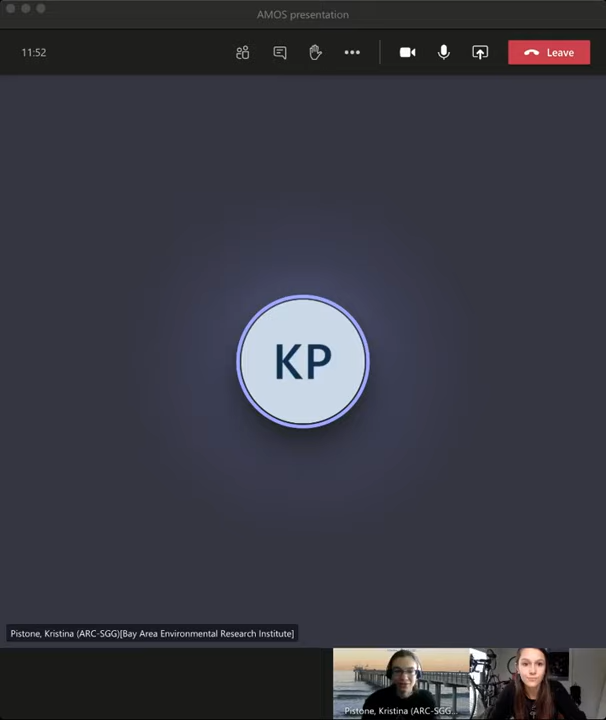 AMOS presentation
11:52
Leave
KP
Pistone, Kristina (ARC-SGG)[Bay Area Environmental Research Institute]
Pistone, Kristina (ARC-SGG...